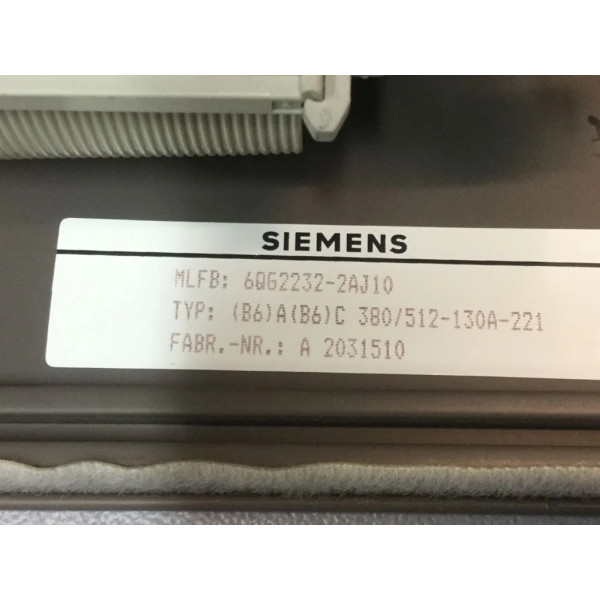 SIEMENS
MLFB: 6QG2232-2AJ10
TYP: (B6)A(B6)C 380/512-130A-221
FABR.-NR.: A 2031510